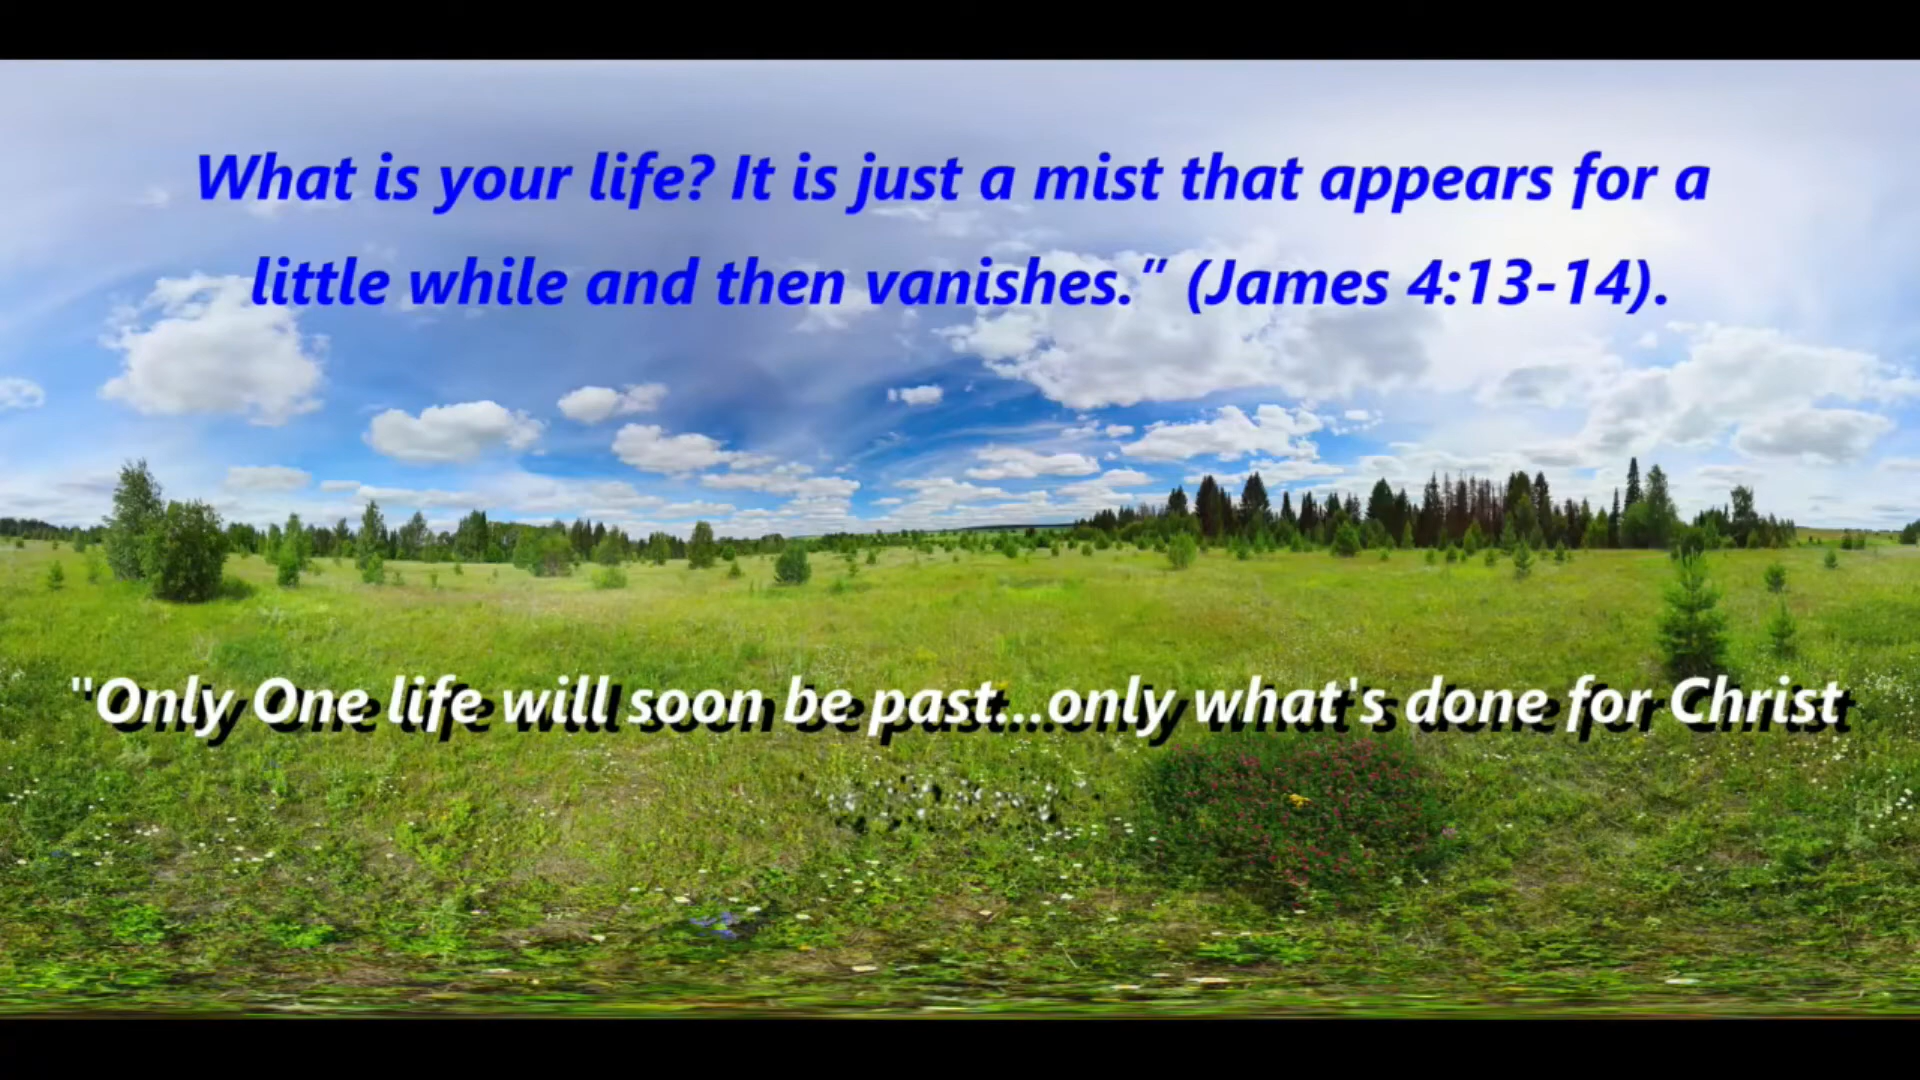 What is your life? It is just a mist that appears for a
little while and then vanishes.” (James 4:13-14).
"Only One life will soon be past...only what's done for Christ